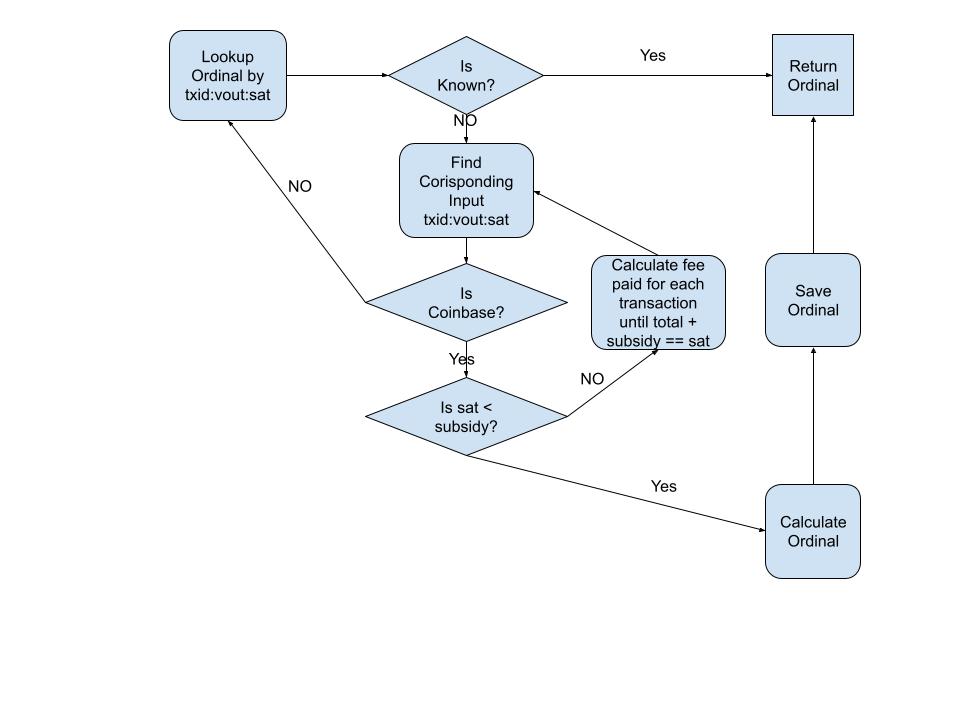 Lookup
Ordinal by
txid:vout:sat
Is
Known?
Yes
Return
Ordinal
NO
Find
Corisponding
Input
txid:vout:sat
NO
Is
Coinbase?
Calculate fee
paid for each
transaction
until total +
subsidy == sat
Save
Ordinal
Yes
NO
Is sat <
subsidy?
Yes
Calculate
Ordinal